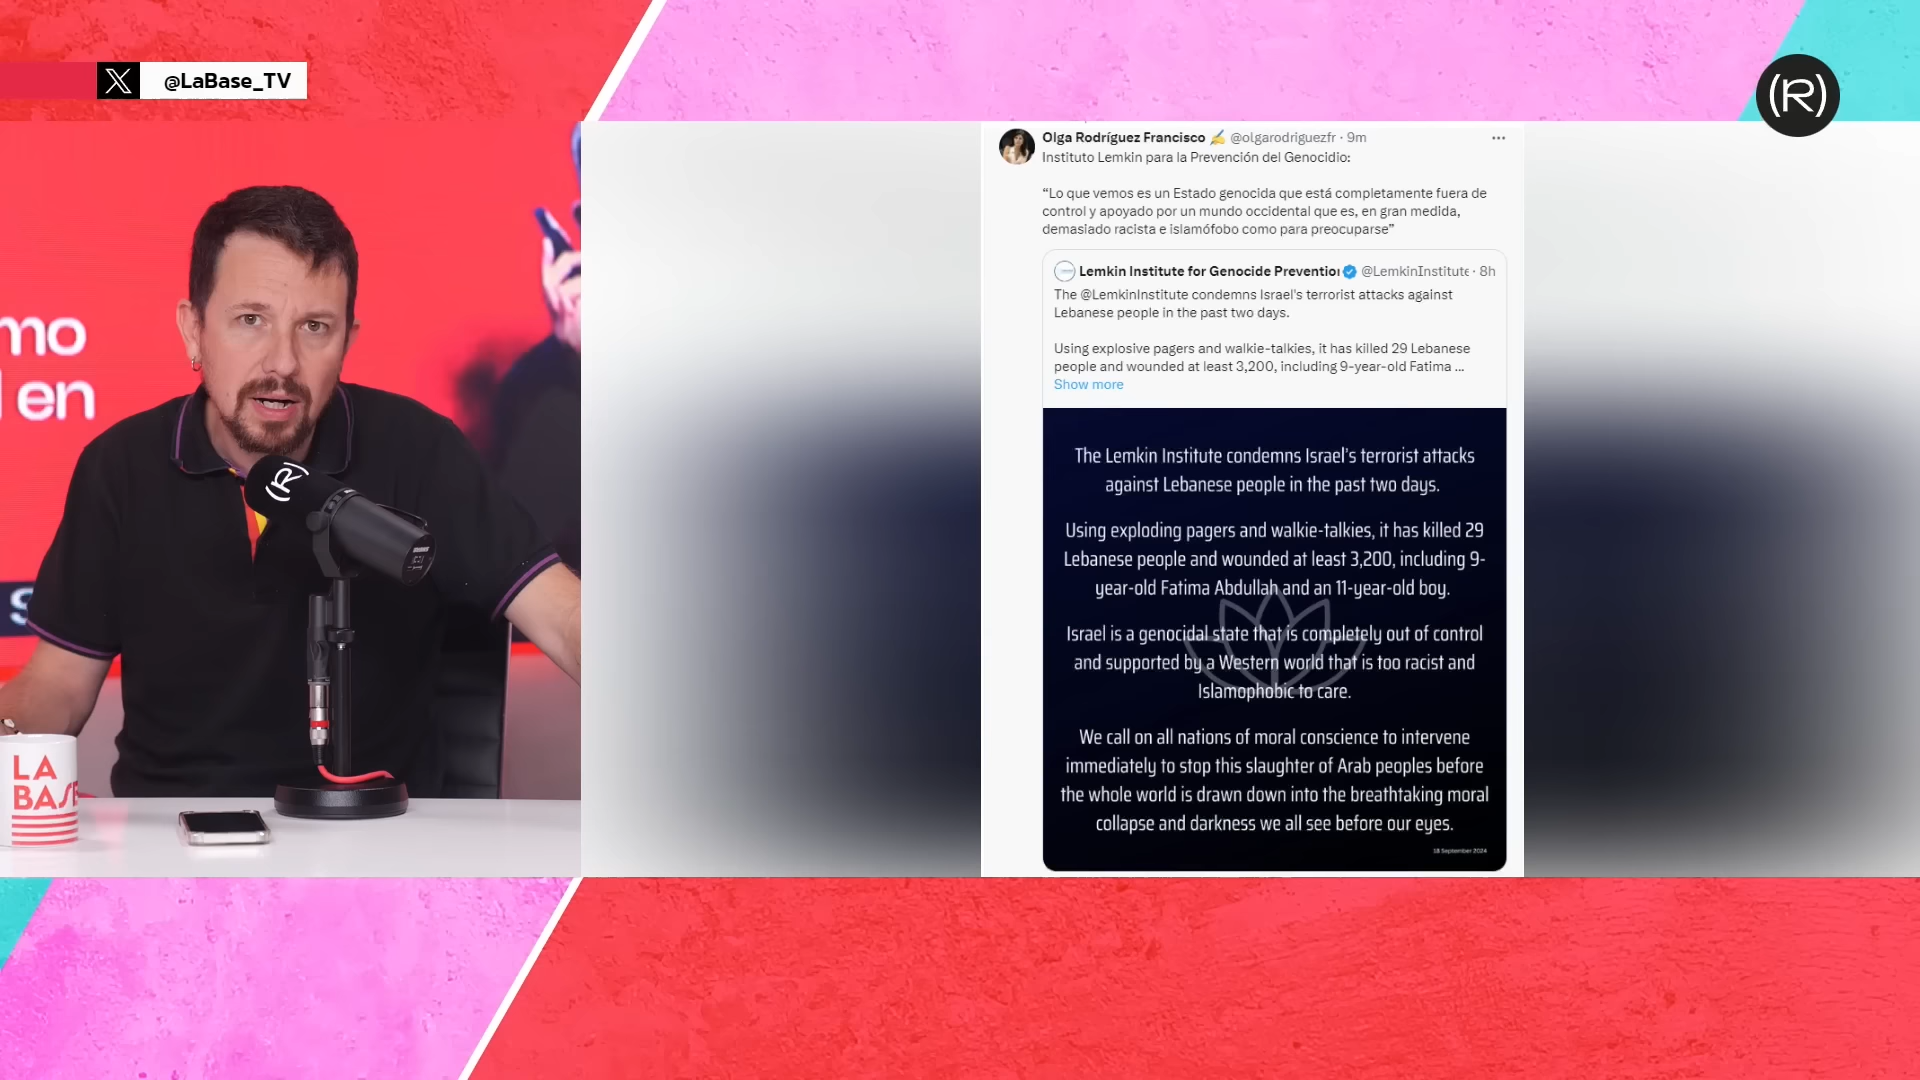 @LaBase_TV
(R)
mo
en
(R)
LA
BASE
Olga Rodríguez Francisco ✍️ @olgarodriguezfr · 9m
Instituto Lemkin para la Prevención del Genocidio:
“Lo que vemos es un Estado genocida que está completamente fuera de
control y apoyado por un mundo occidental que es, en gran medida,
demasiado racista e islamófobo como para preocuparse”
Lemkin Institute for Genocide Prevention @LemkinInstitute · 8h
The @LemkinInstitute condemns Israel's terrorist attacks against
Lebanese people in the past two days.
Using explosive pagers and walkie-talkies, it has killed 29 Lebanese
people and wounded at least 3,200, including 9-year-old Fatima ...
Show more
The Lemkin Institute condemns Israel's terrorist attacks
against Lebanese people in the past two days.
Using exploding pagers and walkie-talkies, it has killed 29
Lebanese people and wounded at least 3,200, including 9-
year-old Fatima Abdullah and an 11-year-old boy.
Israel is a genocidal state that is completely out of control
and supported by a Western world that is too racist and
Islamophobic to care.
We call on all nations of moral conscience to intervene
immediately to stop this slaughter of Arab peoples before
the whole world is drawn down into the breathtaking moral
collapse and darkness we all see before our eyes.
18 September 2024